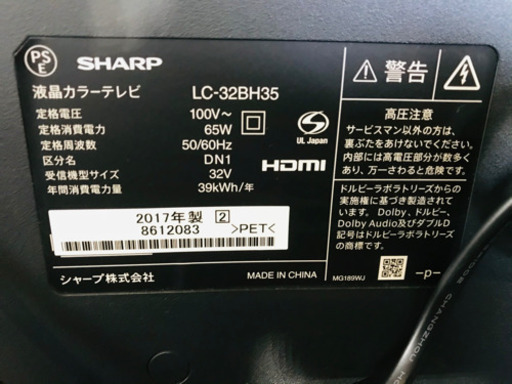 PS
E
SHARP
液晶カラーテレビ LC-32BH35
定格電圧 100V~
定格消費電力 65W
定格周波数 50/60Hz
区分名 DN1
受信機型サイズ 32V
年間消費電力量 39kWh/年
UL Japan
HDMI
2017年製 2
8612083 >PET<
シャープ株式会社 MADE IN CHINA
警告
高圧注意
サービスマン以外の方は、
裏ぶたをあけないでください。
内部には高電圧部分が数多く
あり、万一さわると危険です。
ドルビーラボラトリーズからの
実施権に基づき製造されてい
ます。Dolby、ドルビー、
Dolby Audio及びダブルD
記号はドルビーラボラトリーズ
の商標です。
MG189WJ
-p-